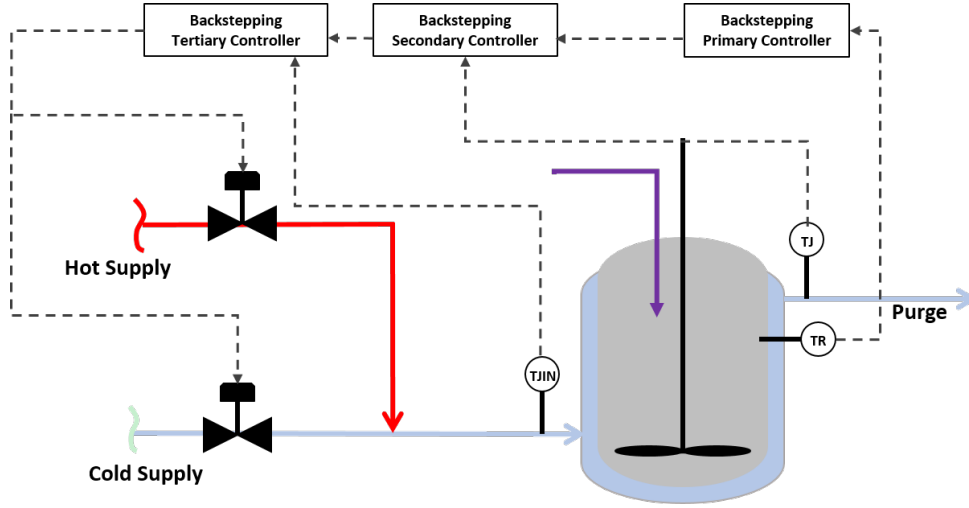 Backstepping
Tertiary Controller
Backstepping
Secondary Controller
Backstepping
Primary Controller
TJ
Hot Supply
Purge
TR
TJIN
Cold Supply